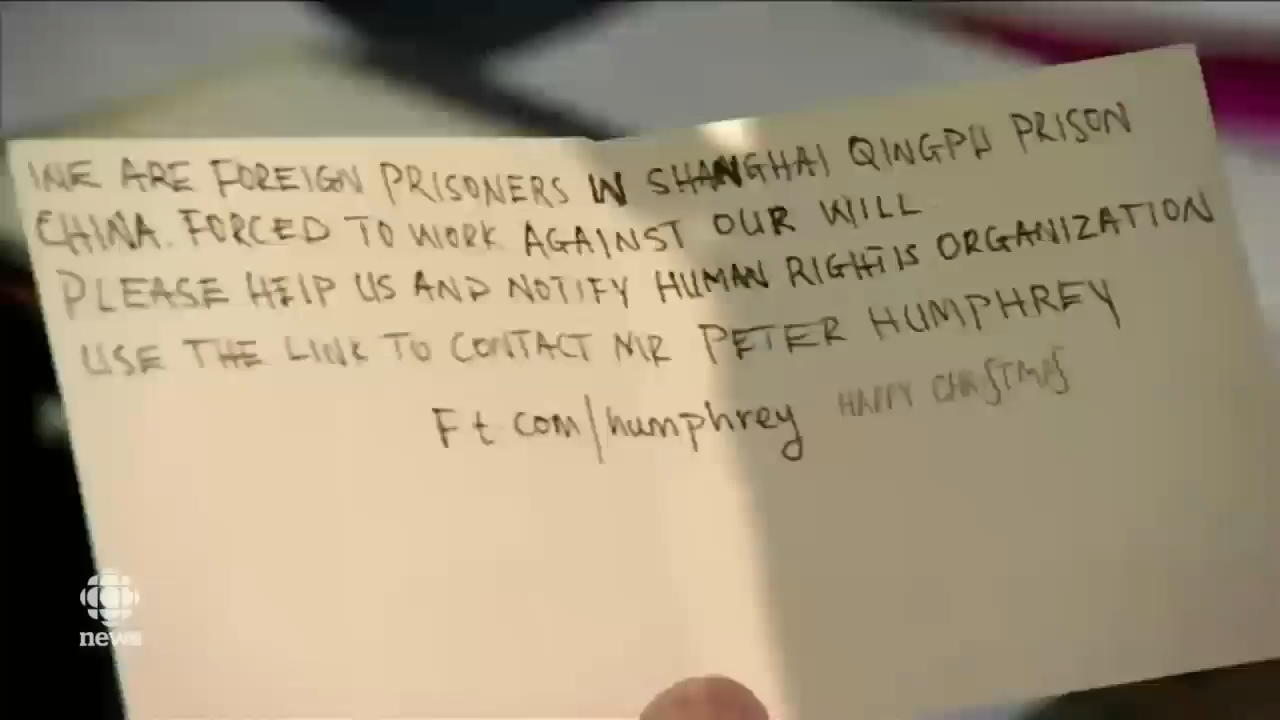 WE ARE FOREIGN PRISONERS IN SHANGHAI QINGPU PRISON
CHINA. FORCED TO WORK AGAINST OUR WILL
PLEASE HELP US AND NOTIFY HUMAN RIGHTS ORGANIZATION
USE THE LINK TO CONTACT MR PETER HUMPHREY
Ft com/humphrey HAPPY CHRISTMAS
news